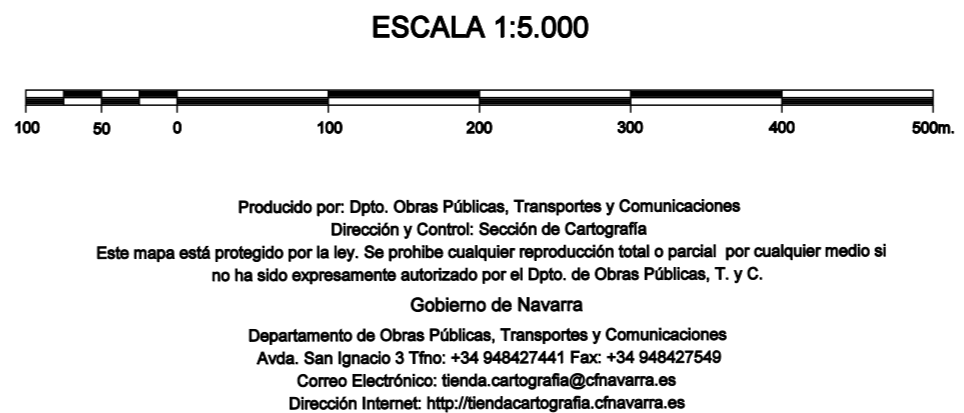 ESCALA 1:5.000
100 50 0 100 200 300 400 500m.
Producido por: Dpto. Obras Públicas, Transportes y Comunicaciones
Dirección y Control: Sección de Cartografía
Este mapa está protegido por la ley. Se prohibe cualquier reproducción total o parcial por cualquier medio si
no ha sido expresamente autorizado por el Dpto. de Obras Públicas, T. y C.
Gobierno de Navarra
Departamento de Obras Públicas, Transportes y Comunicaciones
Avda. San Ignacio 3 Tfno: +34 948427441 Fax: +34 948427549
Correo Electrónico: tienda.cartografia@cfnavarra.es
Dirección Internet: http://tiendacartografia.cfnavarra.es